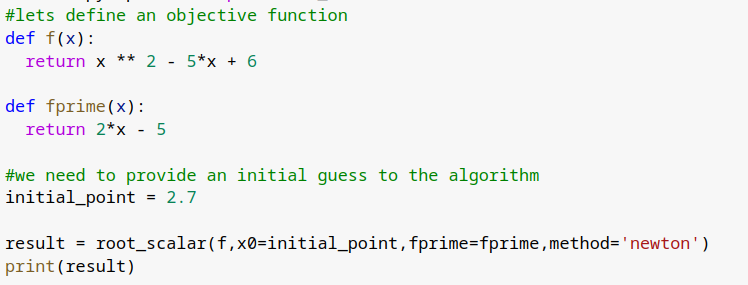 #lets define an objective function
def f(x):
  return x ** 2 - 5*x + 6

def fprime(x):
  return 2*x - 5

#we need to provide an initial guess to the algorithm
initial_point = 2.7

result = root_scalar(f,x0=initial_point,fprime=fprime,method='newton')
print(result)